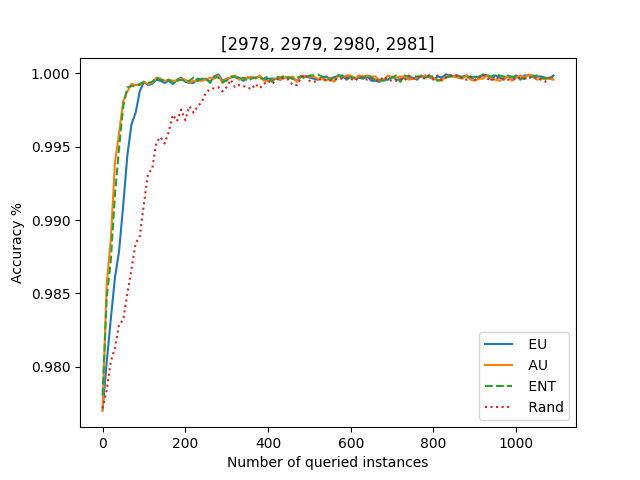 [2978, 2979, 2980, 2981]
Accuracy %
1.000
0.995
0.990
0.985
0.980
0
200
400
600
800
1000
Number of queried instances
EU
AU
ENT
Rand